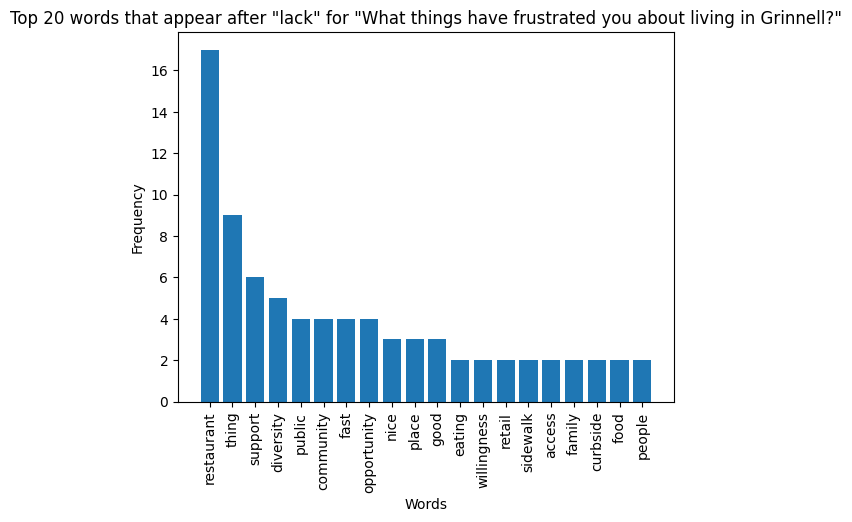 Top 20 words that appear after "lack" for "What things have frustrated you about living in Grinnell?"
Frequency
16
14
12
10
8
6
4
2
0
restaurant
thing
support
diversity
public
community
fast
opportunity
nice
place
good
eating
willingness
retail
sidewalk
access
family
curbside
food
people
Words